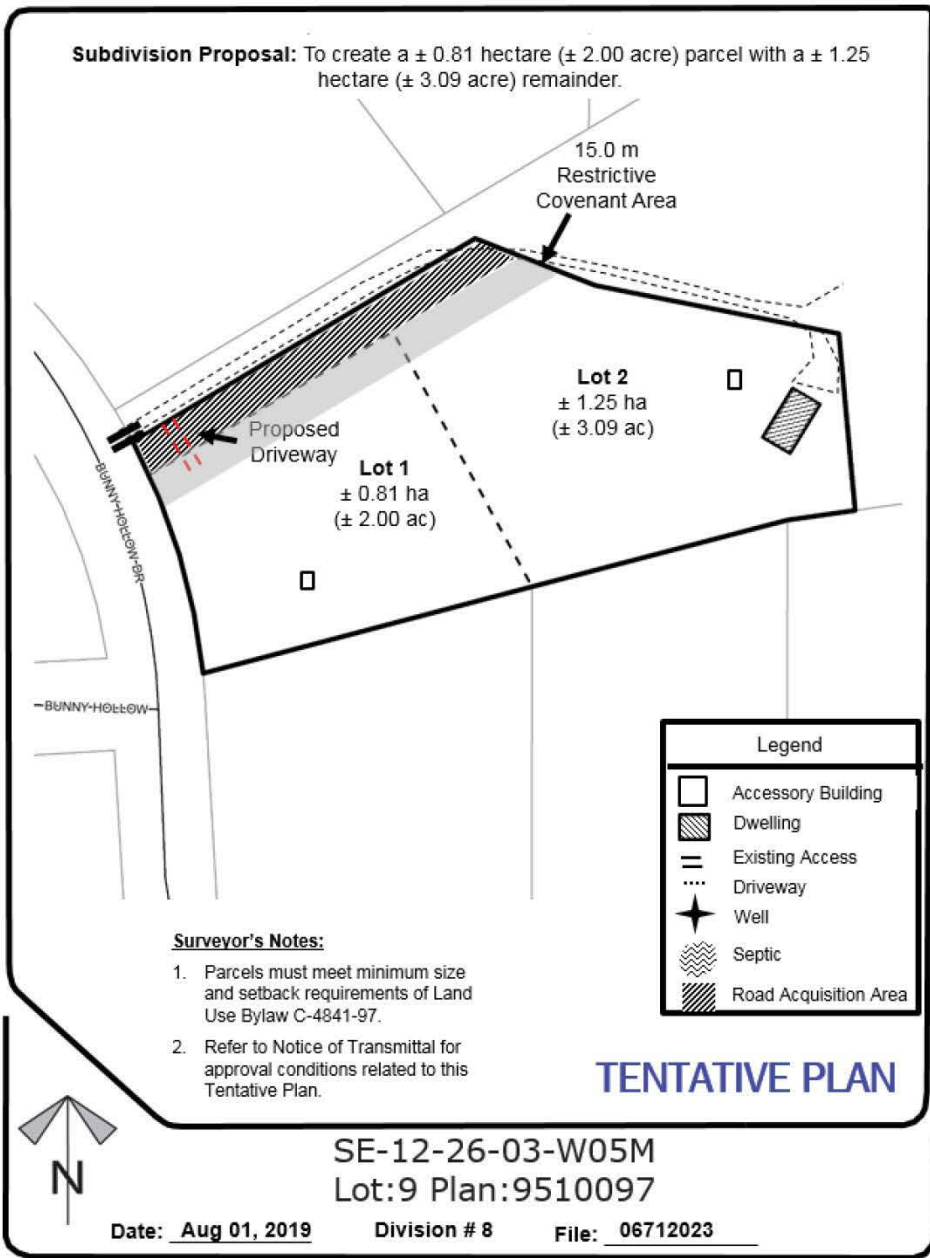 Subdivision Proposal: To create a ± 0.81 hectare (± 2.00 acre) parcel with a ± 1.25
hectare (± 3.09 acre) remainder.
15.0 m
Restrictive
Covenant Area
Lot 2
± 1.25 ha
(± 3.09 ac)
Proposed
Driveway
Lot 1
± 0.81 ha
(± 2.00 ac)
BUNNY-HOLLOW-DR
BUNNY-HOLLOW
Legend
Accessory Building
Dwelling
Existing Access
Driveway
Well
Septic
Road Acquisition Area
Surveyor's Notes:
1. Parcels must meet minimum size
and setback requirements of Land
Use Bylaw C-4841-97.
2. Refer to Notice of Transmittal for
approval conditions related to this
Tentative Plan.
TENTATIVE PLAN
N
SE-12-26-03-W05M
Lot:9 Plan:9510097
Date: Aug 01, 2019 Division # 8 File: 06712023